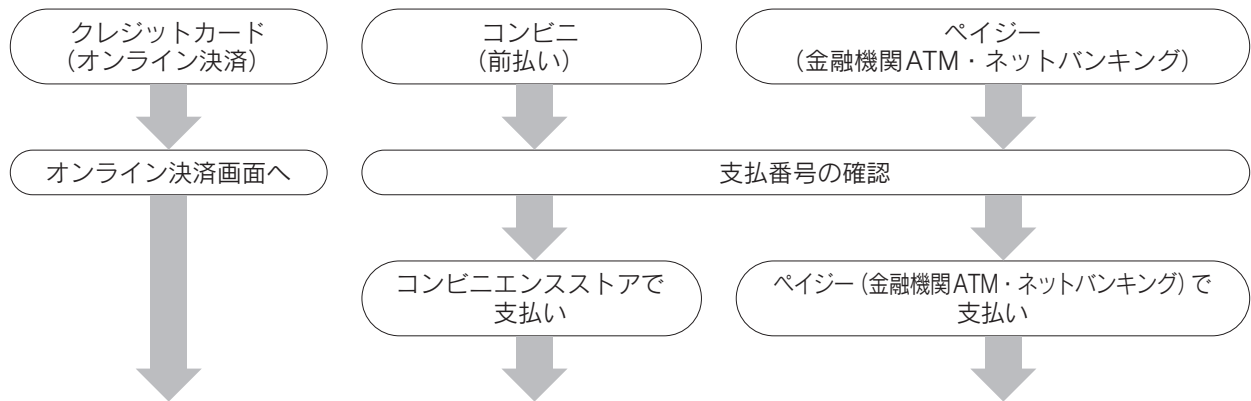 クレジットカード
（オンライン決済）
コンビニ
（前払い）
ペイジー
（金融機関ATM・ネットバンキング）
オンライン決済画面へ
支払番号の確認
コンビニエンスストアで
支払い
ペイジー（金融機関ATM・ネットバンキング）で
支払い